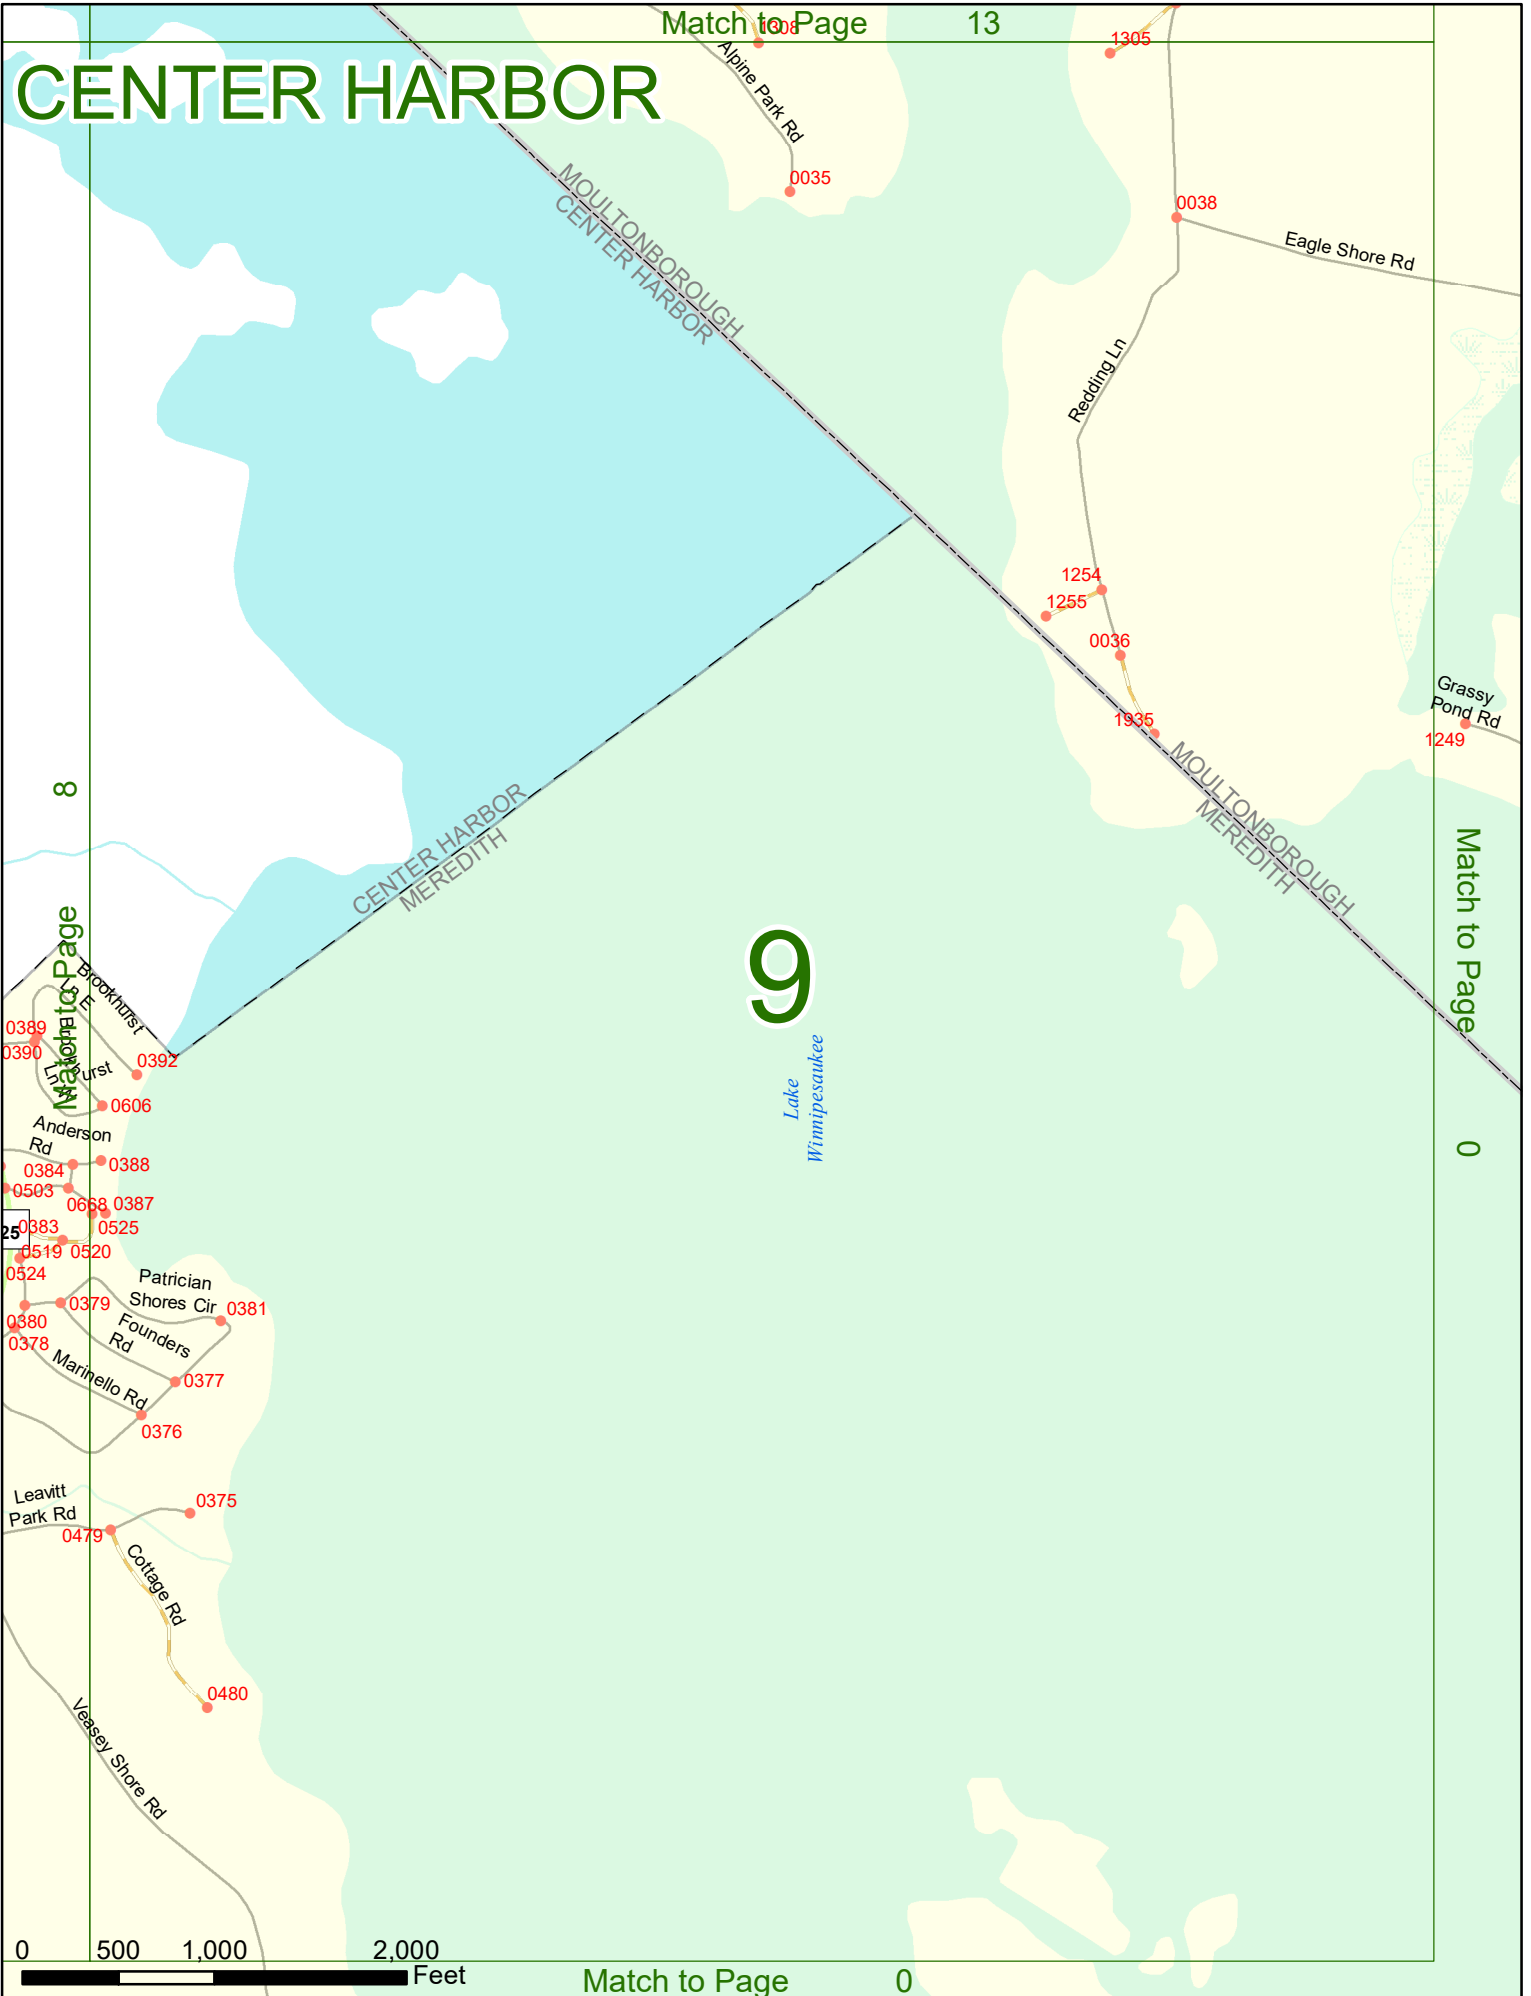 Match to Page 13
CENTER HARBOR
1308
1305
Alpine Park Rd
0035
0038
MOULTONBOROUGH
CENTER HARBOR
Eagle Shore Rd
Redding Ln
1254
1255
0036
1935
Grassy
Pond Rd
1249
MOULTONBOROUGH
MEREDITH
CENTER HARBOR
MEREDITH
Match to Page 8
Match to Page 0
9
Lake
Winnipesaukee
Brookhurst
Ln E
0389
0390
Brookhurst
Ln W
0392
0606
Anderson
Rd
0384
0388
0503
0668
0387
25
0383
0525
0519
0520
0524
Patrician
Shores Cir
0379
0381
0380
0378
Founders
Rd
Marinello Rd
0377
0376
Leavitt
Park Rd
0375
0479
Cottage Rd
0480
Veasey Shore Rd
0 500 1,000 2,000
Feet
Match to Page 0